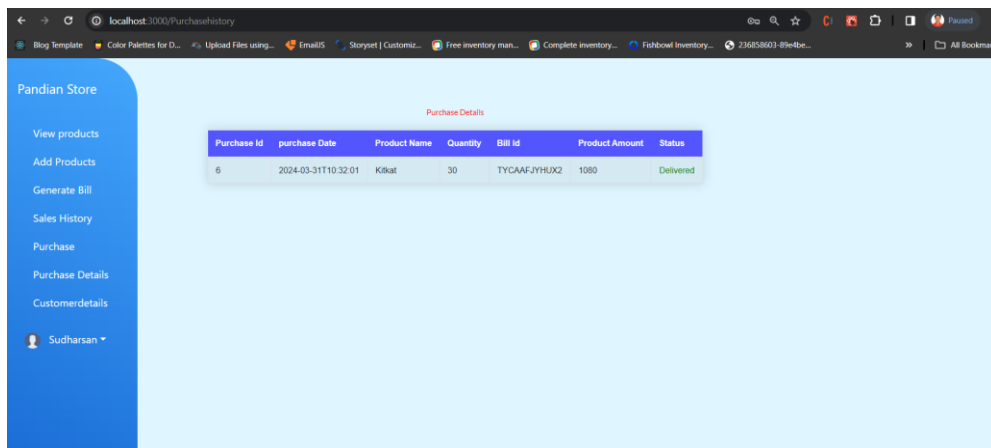 localhost:3000/Purchasehistory
Paused
Blog Template Color Palettes for D... Upload Files using... EmailJS Storyset | Customiz... Free inventory man... Complete inventory... Fishbowl Inventory... 236858603-89e4be... » All Bookma
Pandian Store
View products
Add Products
Generate Bill
Sales History
Purchase
Purchase Details
Customerdetails
Sudharsan
Purchase Details
Purchase Id purchase Date Product Name Quantity Bill Id Product Amount Status
6 2024-03-31T10:32:01 Kitkat 30 TYCAAFJYHUX2 1080 Delivered